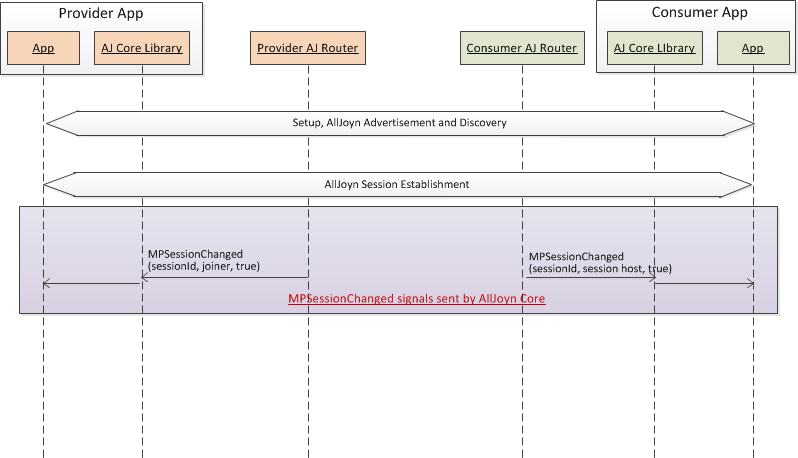 Provider App
Consumer App
App
AJ Core Library
Provider AJ Router
Consumer AJ Router
AJ Core LIbrary
App
Setup, AllJoyn Advertisement and Discovery
AllJoyn Session Establishment
MPSessionChanged
(sessionId, joiner, true)
MPSessionChanged
(sessionId, session host, true)
MPSessionChanged signals sent by AllJoyn Core